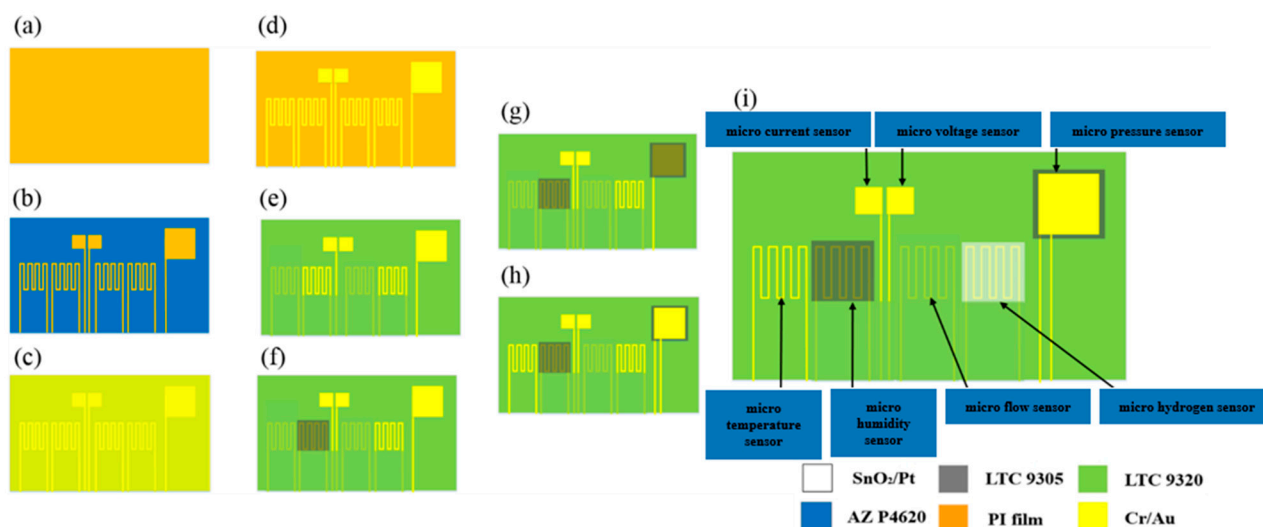 (a)
(d)
(g)
(i)
micro current sensor
micro voltage sensor
micro pressure sensor
(b)
(e)
(h)
(c)
(f)
micro
temperature
sensor
micro
humidity
sensor
micro flow sensor
micro hydrogen sensor
SnO₂/Pt
LTC 9305
LTC 9320
AZ P4620
PI film
Cr/Au